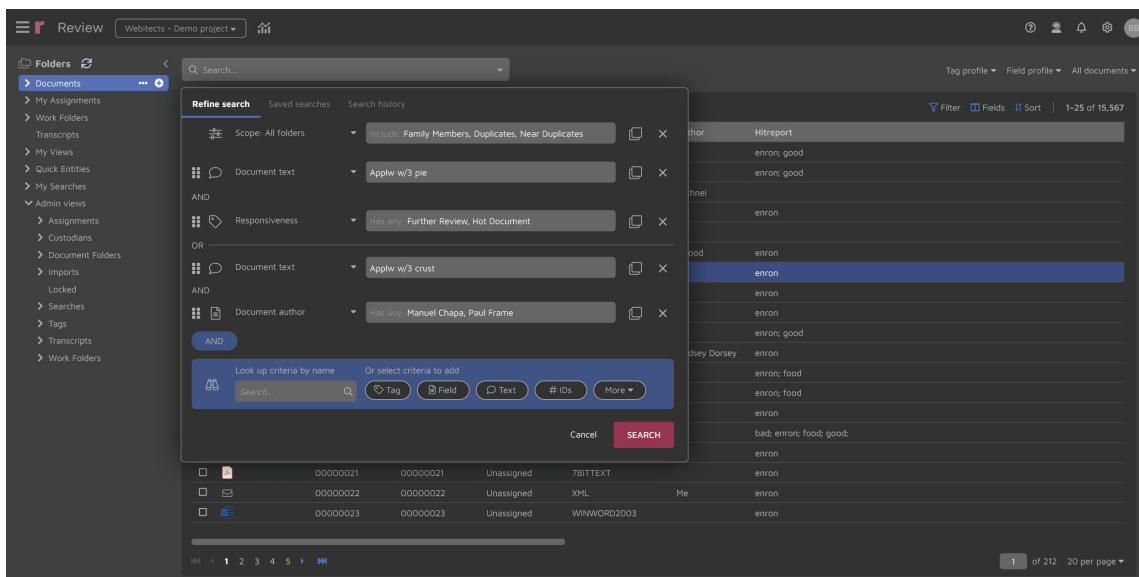 Review
Webitects - Demo project
BB
Folders
Search...
Tag profile Field profile All documents
Documents
My Assignments
Work Folders
Transcripts
My Views
Quick Entities
My Searches
Admin views
Assignments
Custodians
Document Folders
Imports
Locked
Searches
Tags
Transcripts
Work Folders
Refine search Saved searches Search history
Filter Fields Sort 1-25 of 15,567
Scope: All folders Include: Family Members, Duplicates, Near Duplicates
Document text Applw w/3 pie
AND
Responsiveness Has any: Further Review, Hot Document
OR
Document text Applw w/3 crust
AND
Document author Has any: Manuel Chapa, Paul Frame
AND
Look up criteria by name Or select criteria to add
Search... Tag Field Text # IDs More
Cancel SEARCH
thor Hitreport
enron; good
enron; good
chnei
enron
ood enron
enron
enron
enron
enron; good
dsey Dorsey enron
enron; food
enron; food
enron
bad; enron; food; good;
enron
00000021 00000021 Unassigned 7BITTEXT enron
00000022 00000022 Unassigned XML Me enron
00000023 00000023 Unassigned WINWORD2003 enron
1 2 3 4 5
1 of 212 20 per page